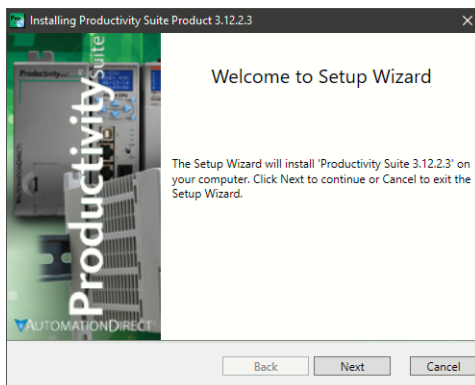 Installing Productivity Suite Product 3.12.2.3
Productivity
Suite
Productivity
Welcome to Setup Wizard
The Setup Wizard will install 'Productivity Suite 3.12.2.3' on
your computer. Click Next to continue or Cancel to exit the
Setup Wizard.
AUTOMATIONDIRECT
Back
Next
Cancel